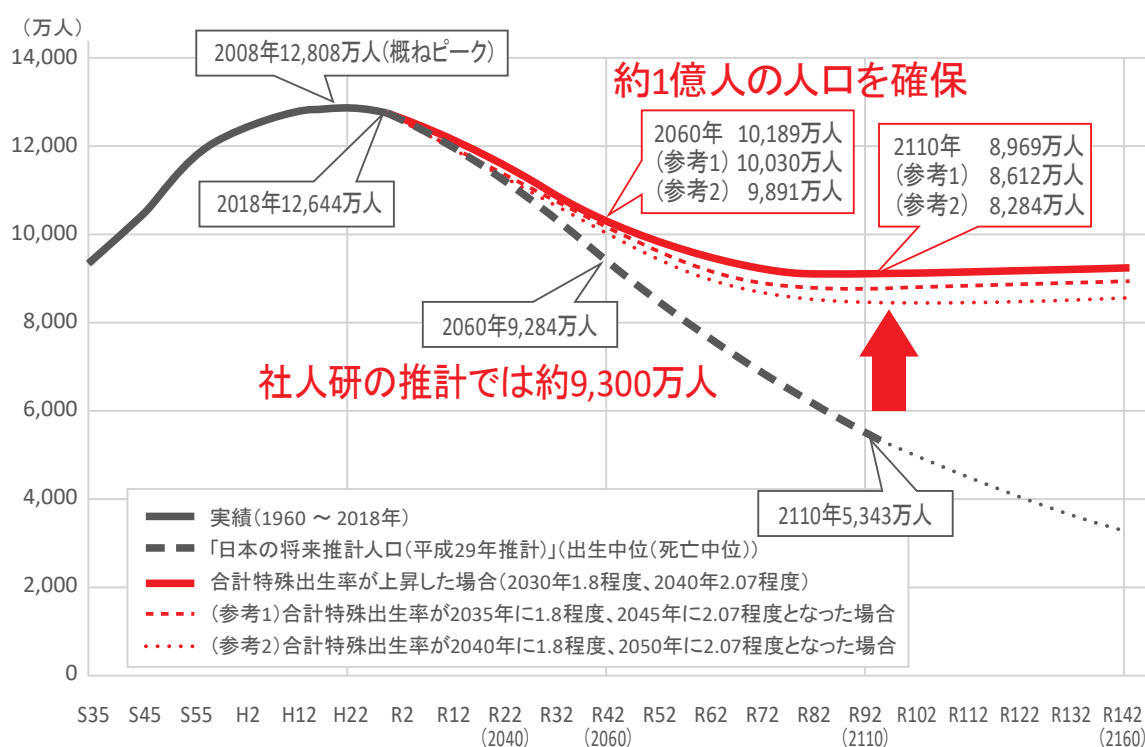 (万人)
14,000
12,000
10,000
8,000
6,000
4,000
2,000
0
2008年12,808万人(概ねピーク)
約1億人の人口を確保
2060年 10,189万人
(参考1) 10,030万人
(参考2) 9,891万人
2110年 8,969万人
(参考1) 8,612万人
(参考2) 8,284万人
2018年12,644万人
2060年9,284万人
社人研の推計では約9,300万人
2110年5,343万人
実績(1960 ～ 2018年)
「日本の将来推計人口(平成29年推計)」(出生中位(死亡中位))
合計特殊出生率が上昇した場合(2030年1.8程度、2040年2.07程度)
(参考1)合計特殊出生率が2035年に1.8程度、2045年に2.07程度となった場合
(参考2)合計特殊出生率が2040年に1.8程度、2050年に2.07程度となった場合
S35 S45 S55 H2 H12 H22 R2 R12 R22 R32 R42 R52 R62 R72 R82 R92 R102 R112 R122 R132 R142
(2040) (2060) (2110) (2160)